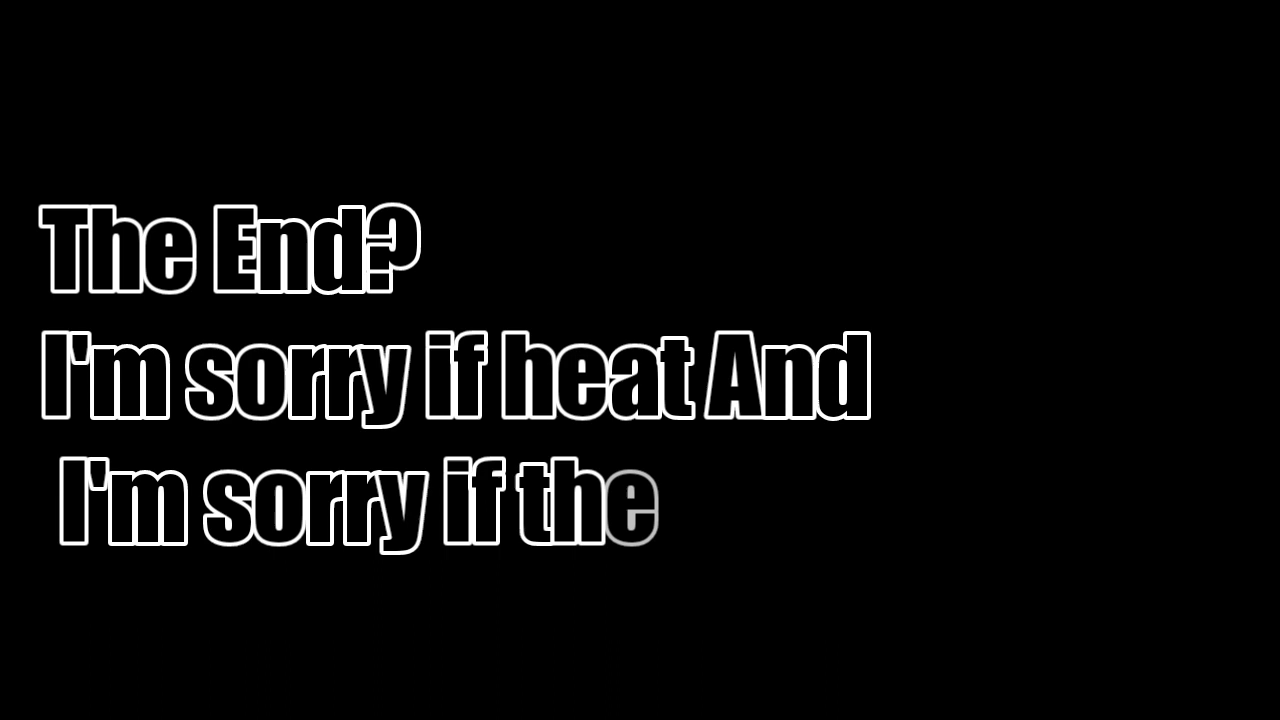 The End?
I'm sorry if heat And
I'm sorry if the